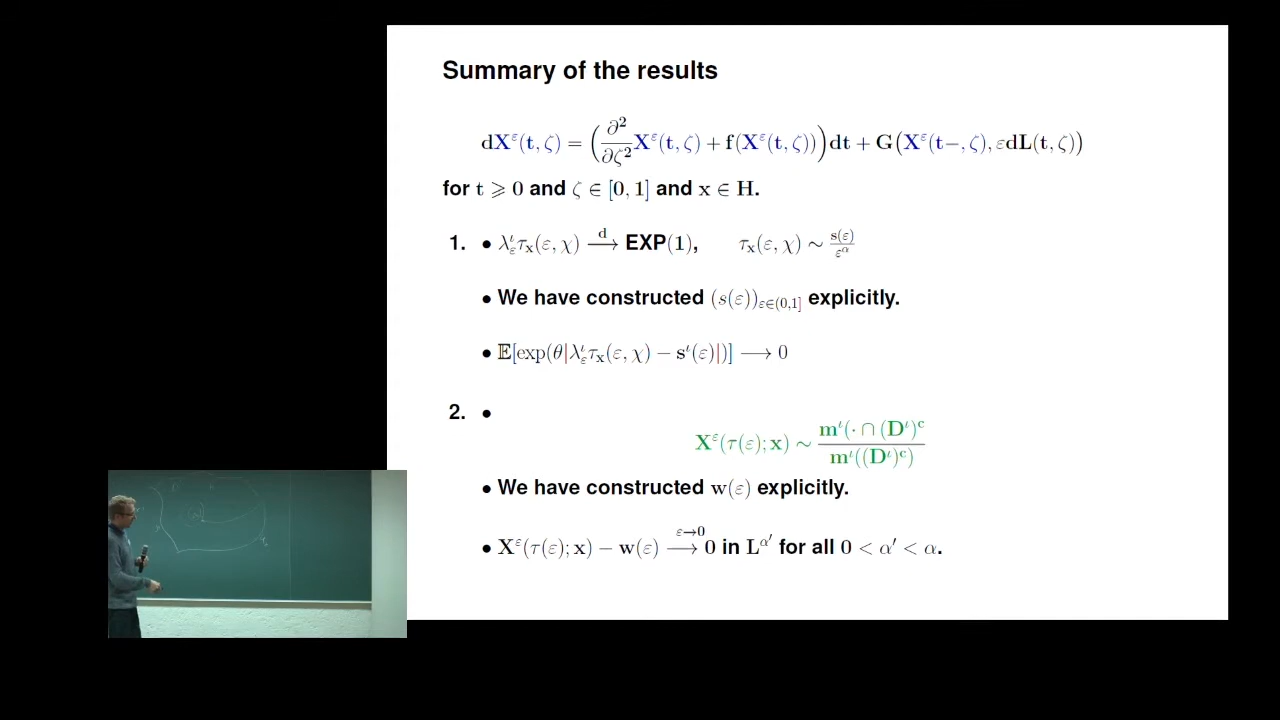 Summary of the results
dX^ε(t, ζ) = (∂²/∂ζ² X^ε(t, ζ) + f(X^ε(t, ζ)))dt + G(X^ε(t−, ζ), εdL(t, ζ))
for t ⩾ 0 and ζ ∈ [0, 1] and x ∈ H.
1. • λ^ι_ε τ_x(ε, χ) —d→ EXP(1), τ_x(ε, χ) ∼ s(ε)/ε^α
• We have constructed (s(ε))_{ε∈(0,1]} explicitly.
• 𝔼[exp(θ|λ^ι_ε τ_x(ε, χ) − s^ι(ε)|)] ⟶ 0
2. •
X^ε(τ(ε); x) ∼ m^ι(· ∩ (D^ι)^c / m^ι((D^ι)^c)
• We have constructed w(ε) explicitly.
• X^ε(τ(ε); x) − w(ε) —ε→0→ 0 in L^α′ for all 0 < α′ < α.